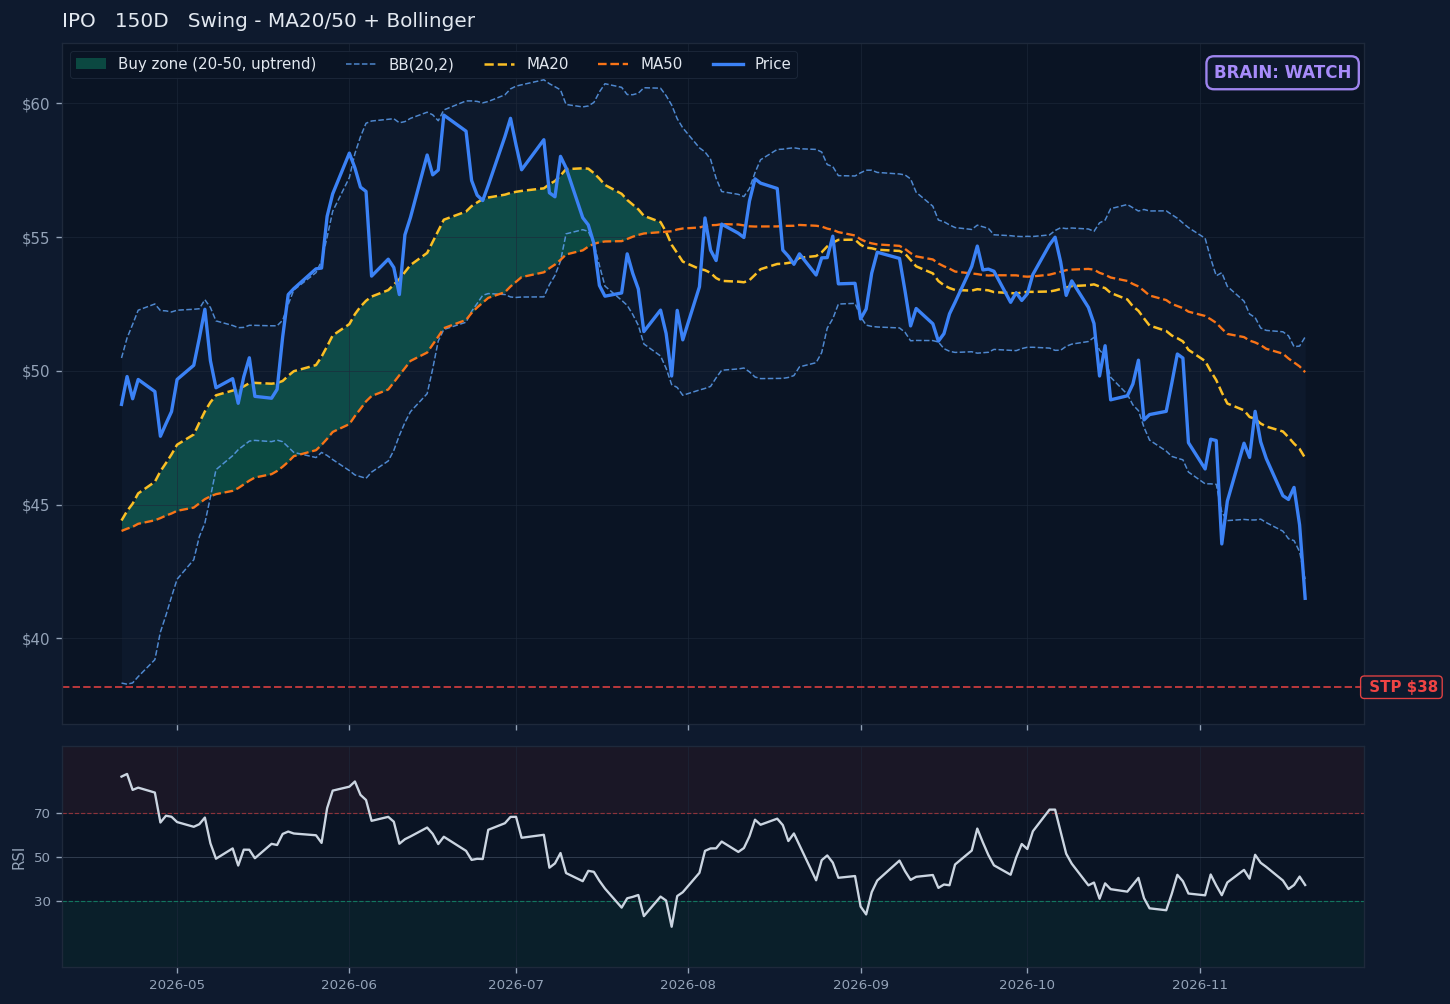 IPO 150D Swing - MA20/50 + Bollinger
Buy zone (20-50, uptrend) BB(20,2) MA20 MA50 Price
BRAIN: WATCH
$60
$55
$50
$45
$40
STP $38
70
50
30
RSI
2026-05 2026-06 2026-07 2026-08 2026-09 2026-10 2026-11